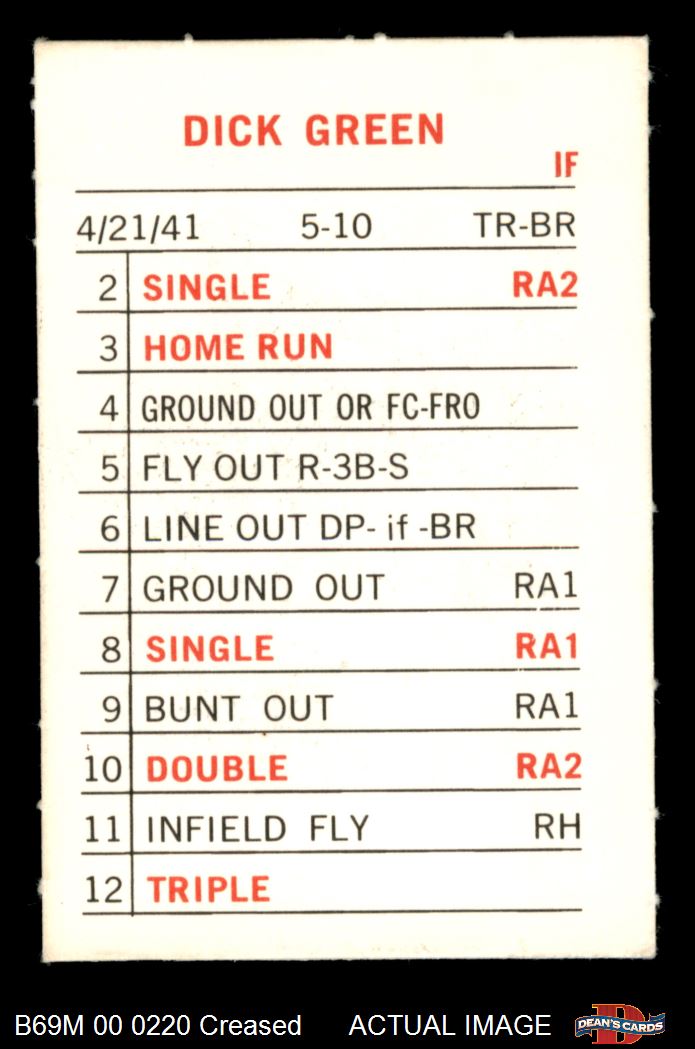 DICK GREEN
IF
4/21/41 5-10 TR-BR
2 SINGLE RA2
3 HOME RUN
4 GROUND OUT OR FC-FRO
5 FLY OUT R-3B-S
6 LINE OUT DP- if -BR
7 GROUND OUT RA1
8 SINGLE RA1
9 BUNT OUT RA1
10 DOUBLE RA2
11 INFIELD FLY RH
12 TRIPLE
B69M 00 0220 Creased ACTUAL IMAGE D DEAN'S CARDS